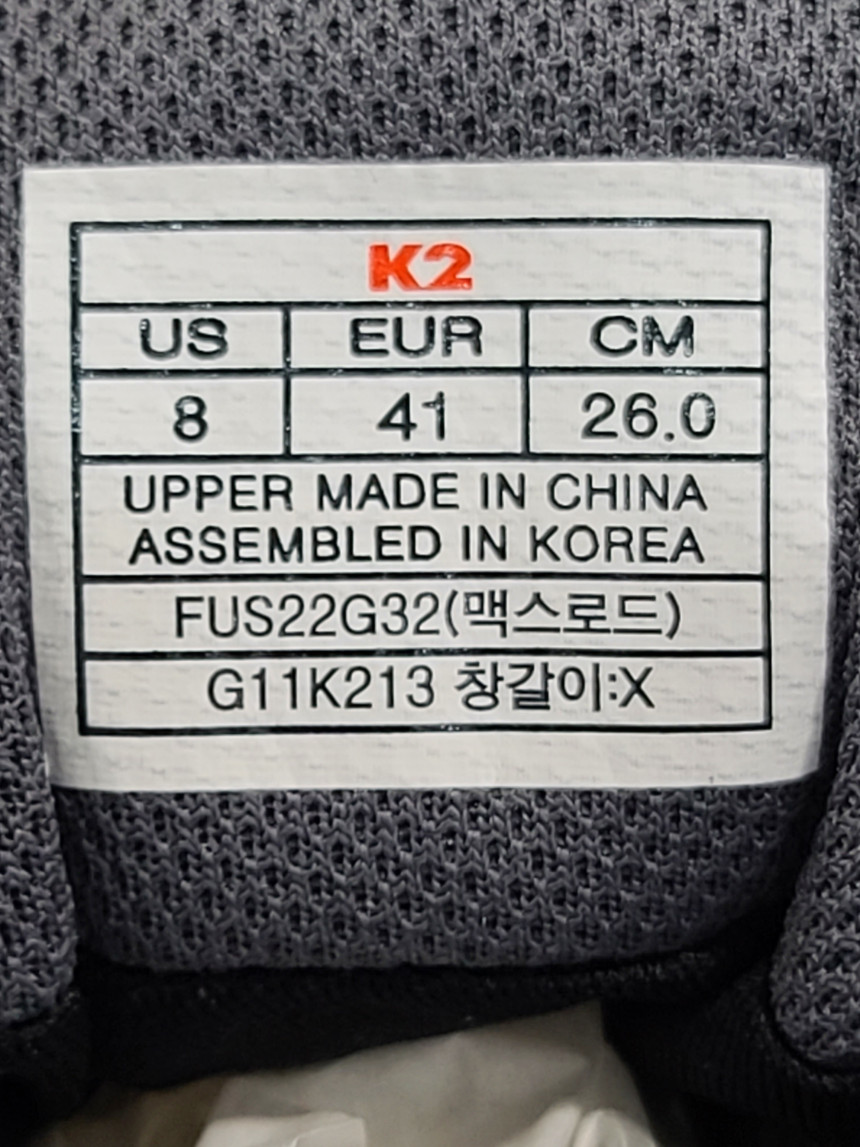 K2
US EUR CM
8 41 26.0
UPPER MADE IN CHINA
ASSEMBLED IN KOREA
FUS22G32(맥스로드)
G11K213 창갈이:X